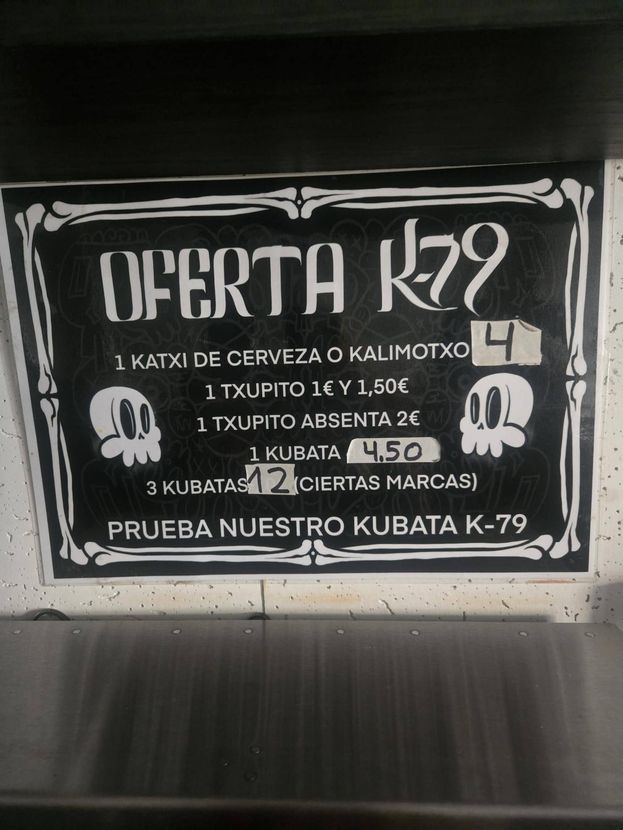 OFERTA K-79
1 KATXI DE CERVEZA O KALIMOTXO 4
1 TXUPITO 1€ Y 1,50€
1 TXUPITO ABSENTA 2€
1 KUBATA 4.50
3 KUBATAS 12 (CIERTAS MARCAS)
PRUEBA NUESTRO KUBATA K-79